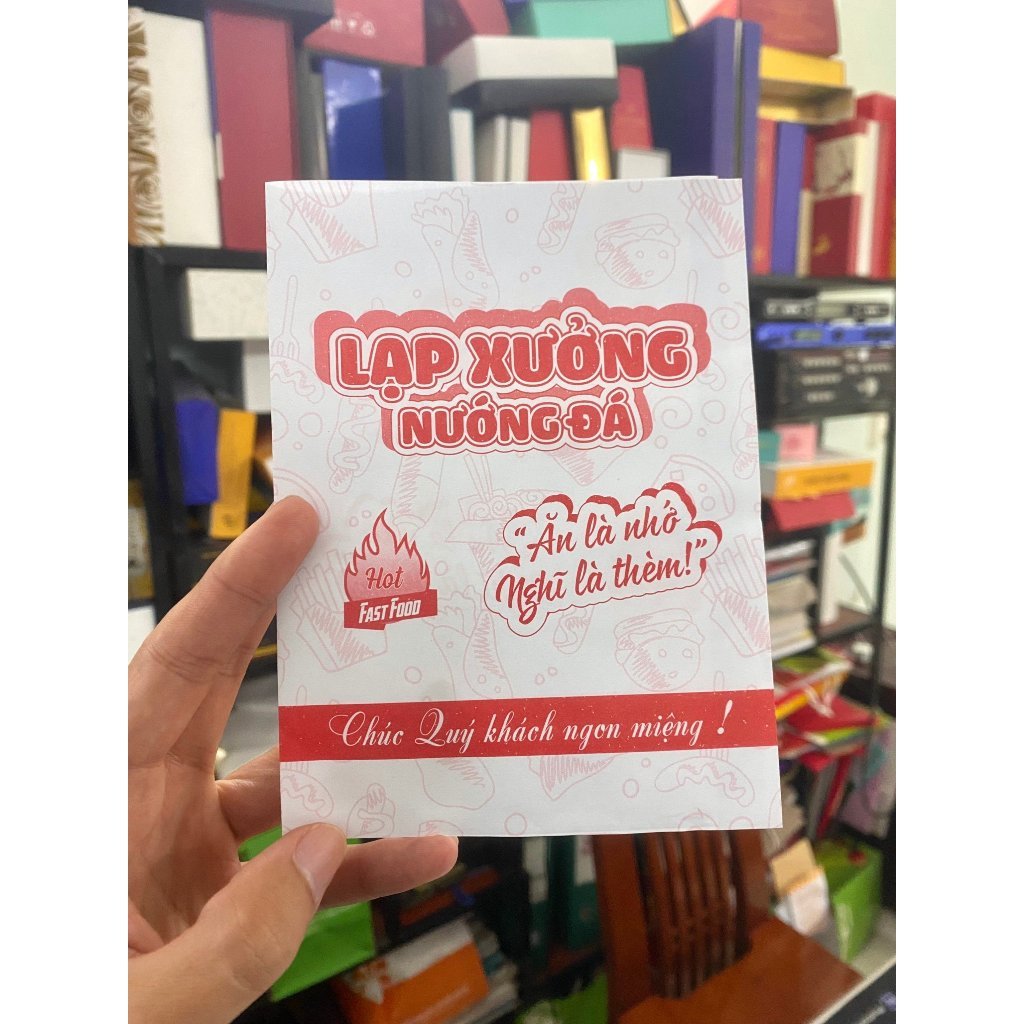 LẠP XƯỞNG
NƯỚNG ĐÁ
"Ăn là nhớ
Nghĩ là thèm!"
Hot
FAST FOOD
Chúc Quý khách ngon miệng !